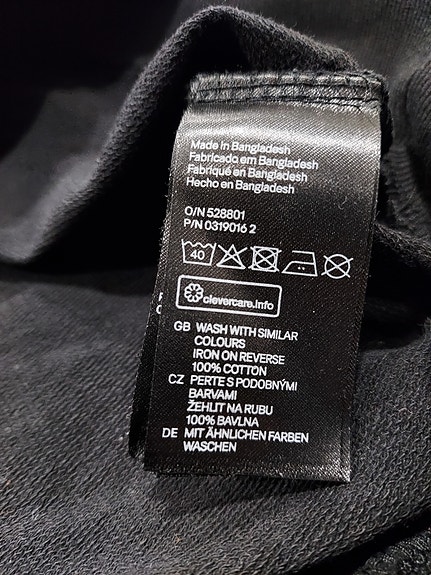 Made in Bangladesh
Fabricado em Bangladesh
Fabriqué en Bangladesh
Hecho en Bangladesh
O/N 528801
P/N 0319016 2
40
clevercare.info
GB WASH WITH SIMILAR
COLOURS
IRON ON REVERSE
100% COTTON
CZ PERTE S PODOBNÝMI
BARVAMI
ŽEHLIT NA RUBU
100% BAVLNA
DE MIT ÄHNLICHEN FARBEN
WASCHEN